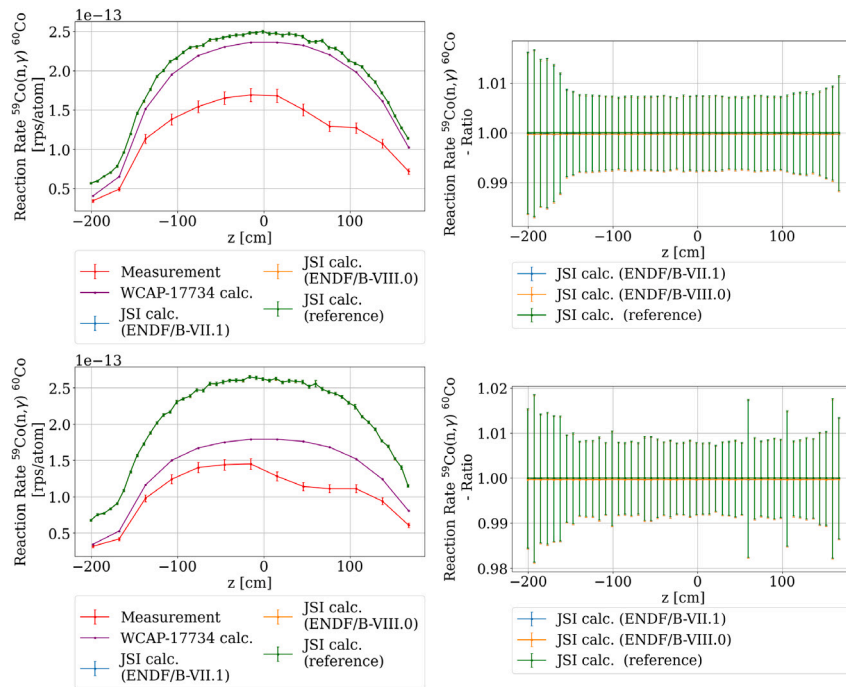 1e−13
Reaction Rate ⁵⁹Co(n,γ) ⁶⁰Co
[rps/atom]
2.5
2.0
1.5
1.0
0.5
−200 −100 0 100
z [cm]
Measurement
WCAP-17734 calc.
JSI calc.
(ENDF/B-VII.1)
JSI calc.
(ENDF/B-VIII.0)
JSI calc.
(reference)
Reaction Rate ⁵⁹Co(n,γ) ⁶⁰Co
- Ratio
1.01
1.00
0.99
−200 −100 0 100
z [cm]
JSI calc. (ENDF/B-VII.1)
JSI calc. (ENDF/B-VIII.0)
JSI calc. (reference)
1e−13
Reaction Rate ⁵⁹Co(n,γ) ⁶⁰Co
[rps/atom]
2.5
2.0
1.5
1.0
0.5
−200 −100 0 100
z [cm]
Measurement
WCAP-17734 calc.
JSI calc.
(ENDF/B-VII.1)
JSI calc.
(ENDF/B-VIII.0)
JSI calc.
(reference)
Reaction Rate ⁵⁹Co(n,γ) ⁶⁰Co
- Ratio
1.02
1.01
1.00
0.99
0.98
−200 −100 0 100
z [cm]
JSI calc. (ENDF/B-VII.1)
JSI calc. (ENDF/B-VIII.0)
JSI calc. (reference)